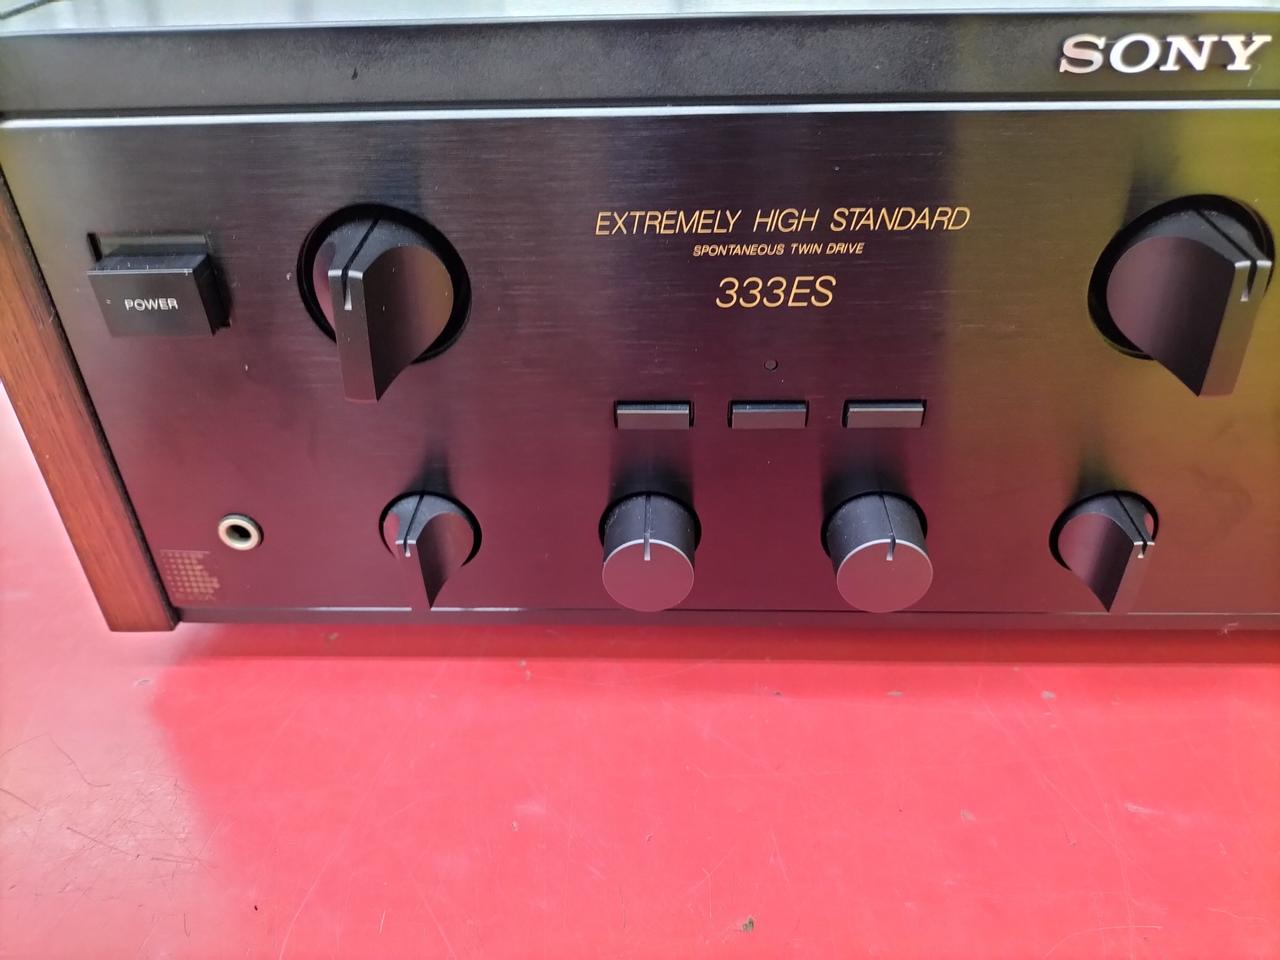 SONY
EXTREMELY HIGH STANDARD
SPONTANEOUS TWIN DRIVE
333ES
POWER